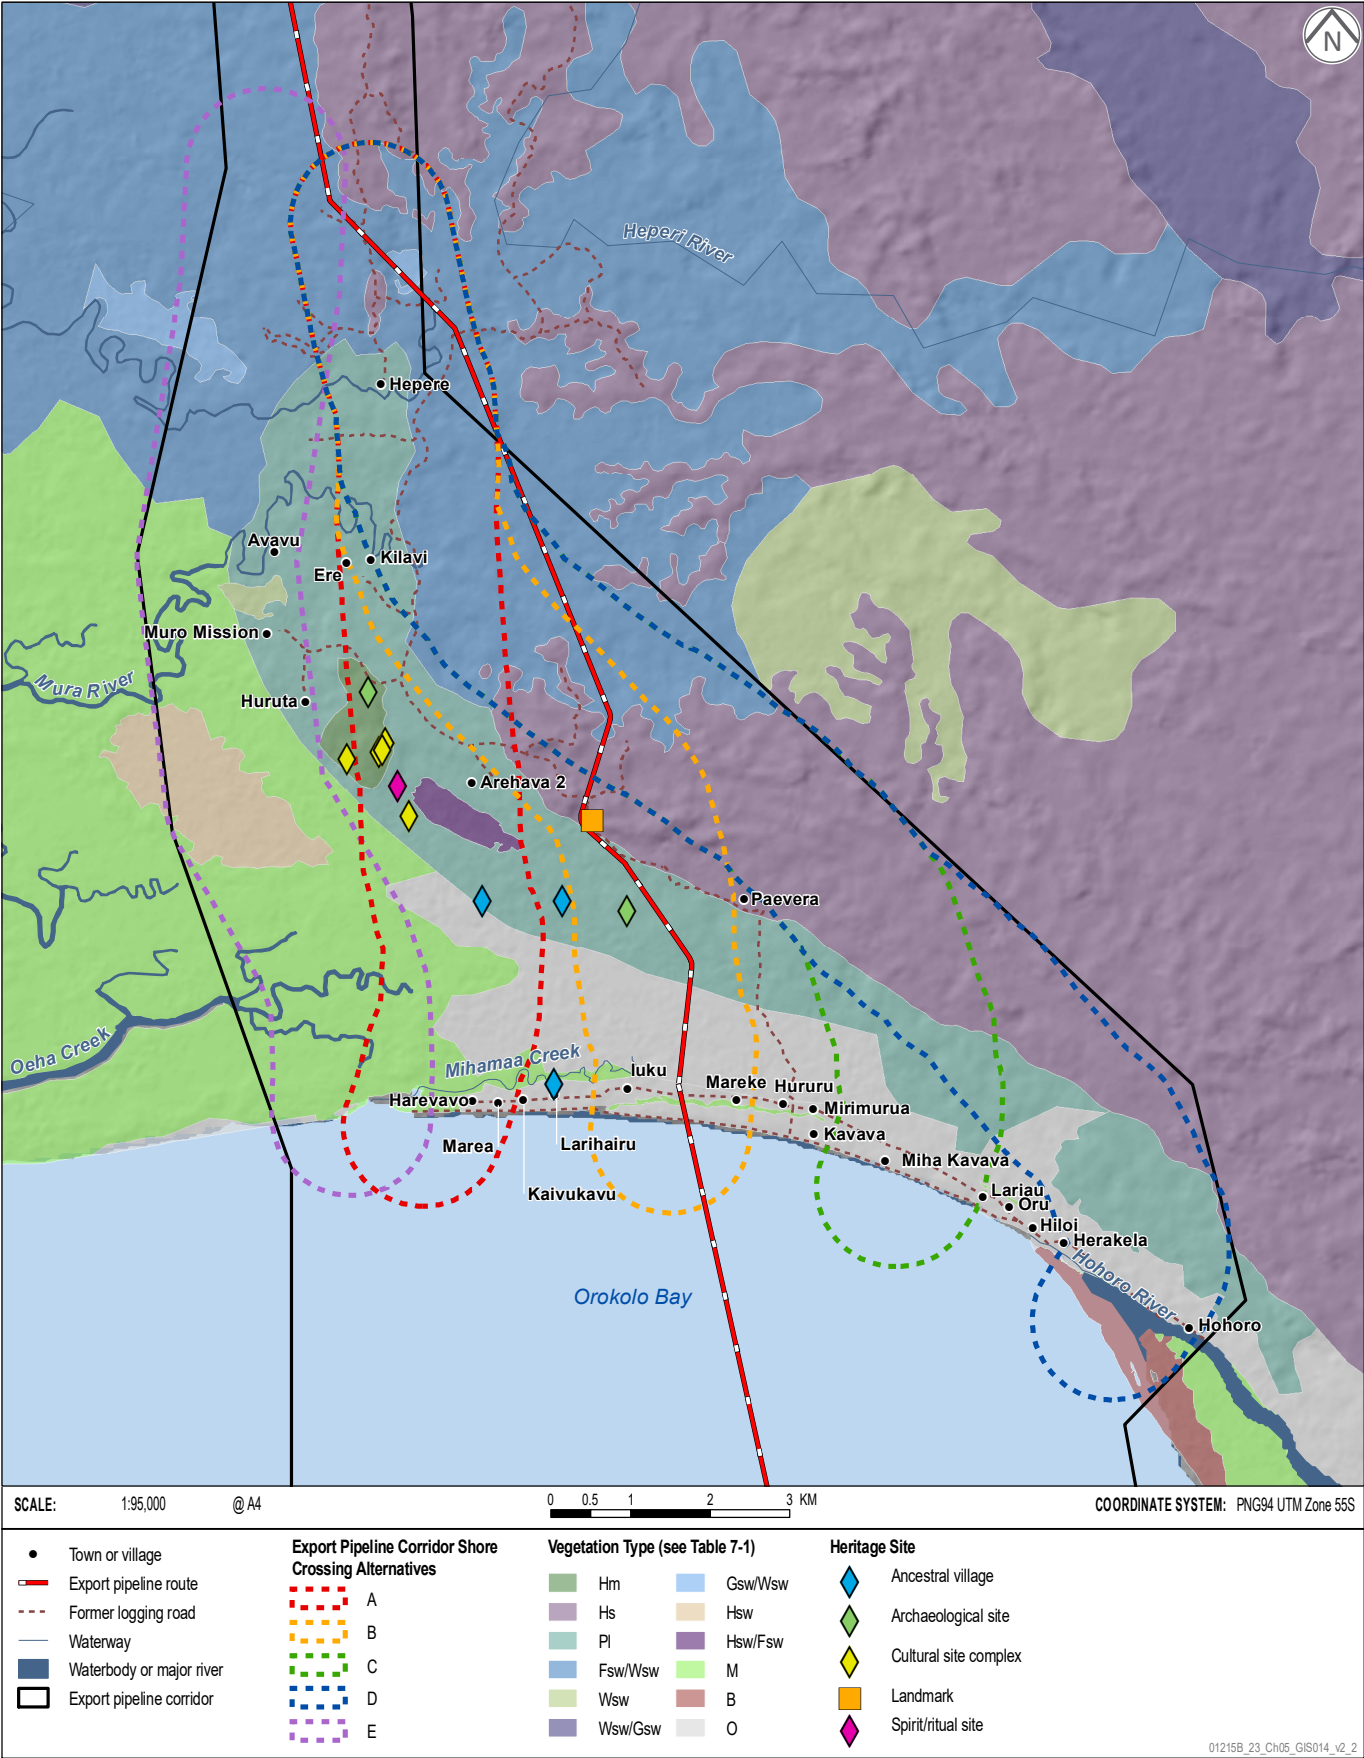 N
Heperi River
Hepere
Avavu
Kilavi
Ere
Muro Mission
Mura River
Huruta
Arehava 2
Paevera
Oeha Creek
Mihamaa Creek
Iuku
Mareke
Hururu
Harevavo
Mirimurua
Kavava
Marea
Larihairu
Miha Kavava
Kaivukavu
Lariau
Oru
Hiloi
Herakela
Hohoro River
Orokolo Bay
Hohoro
SCALE: 1:95,000 @ A4
0 0.5 1 2 3 KM
COORDINATE SYSTEM: PNG94 UTM Zone 55S
Town or village
Export pipeline route
Former logging road
Waterway
Waterbody or major river
Export pipeline corridor
Export Pipeline Corridor Shore
Crossing Alternatives
A
B
C
D
E
Vegetation Type (see Table 7-1)
Hm
Hs
Pl
Fsw/Wsw
Wsw
Wsw/Gsw
Gsw/Wsw
Hsw
Hsw/Fsw
M
B
O
Heritage Site
Ancestral village
Archaeological site
Cultural site complex
Landmark
Spirit/ritual site
01215B_23_Ch05_GIS014_v2_2